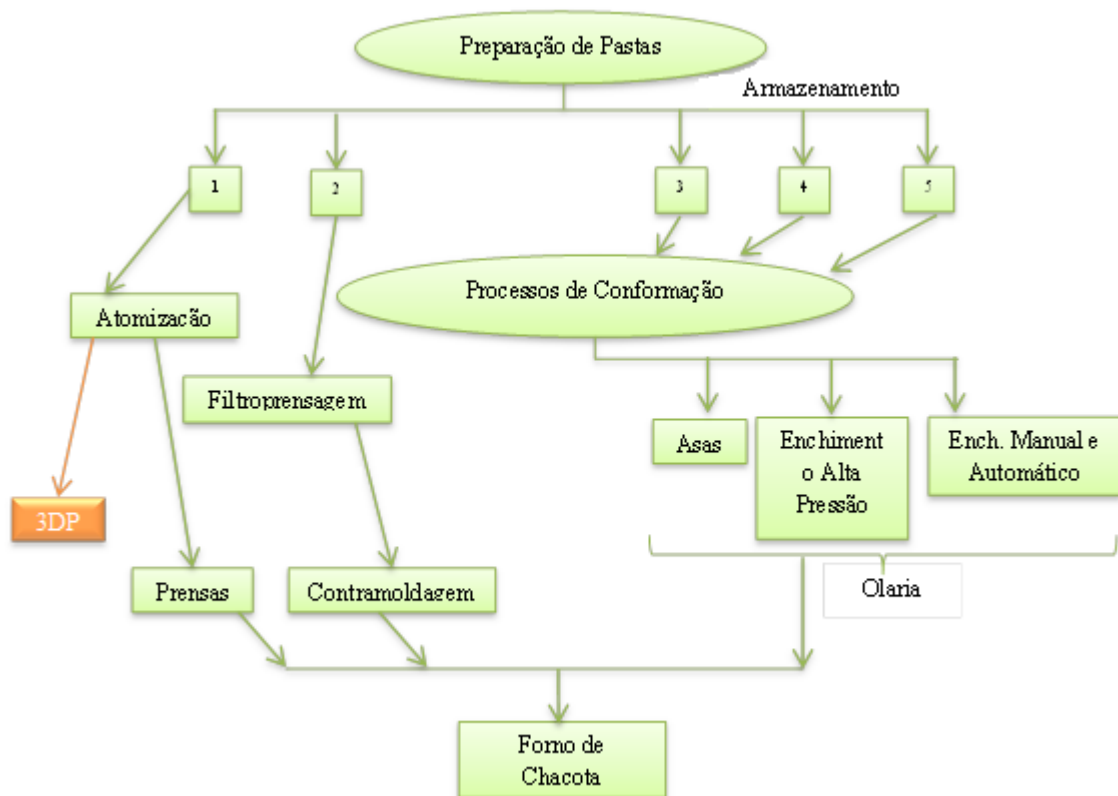 Preparação de Pastas
Armazenamento
1
2
3
4
5
Processos de Conformação
Atomizacão
Filtroprensagem
Asas
Enchiment
o Alta
Pressão
Ench. Manual e
Automático
3DP
Prensas
Contramoldagem
Olaria
Forno de
Chacota